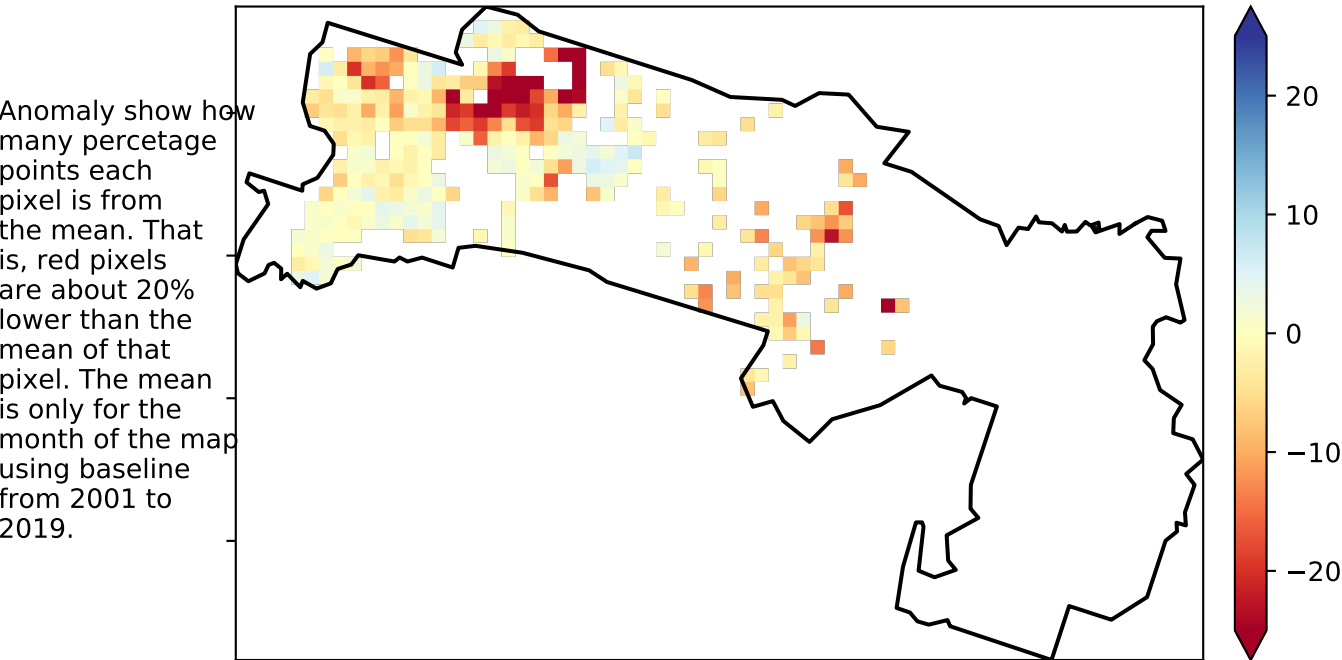 Anomaly show how
many percetage
points each
pixel is from
the mean. That
is, red pixels
are about 20%
lower than the
mean of that
pixel. The mean
is only for the
month of the map
using baseline
from 2001 to
2019.
20
10
0
−10
−20